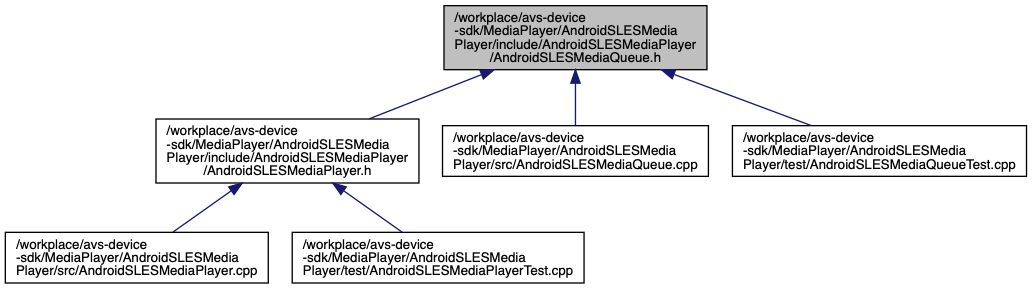 /workplace/avs-device
-sdk/MediaPlayer/AndroidSLESMedia
Player/include/AndroidSLESMediaPlayer
/AndroidSLESMediaQueue.h
/workplace/avs-device
-sdk/MediaPlayer/AndroidSLESMedia
Player/include/AndroidSLESMediaPlayer
/AndroidSLESMediaPlayer.h
/workplace/avs-device
-sdk/MediaPlayer/AndroidSLESMedia
Player/src/AndroidSLESMediaQueue.cpp
/workplace/avs-device
-sdk/MediaPlayer/AndroidSLESMedia
Player/test/AndroidSLESMediaQueueTest.cpp
/workplace/avs-device
-sdk/MediaPlayer/AndroidSLESMedia
Player/src/AndroidSLESMediaPlayer.cpp
/workplace/avs-device
-sdk/MediaPlayer/AndroidSLESMedia
Player/test/AndroidSLESMediaPlayerTest.cpp